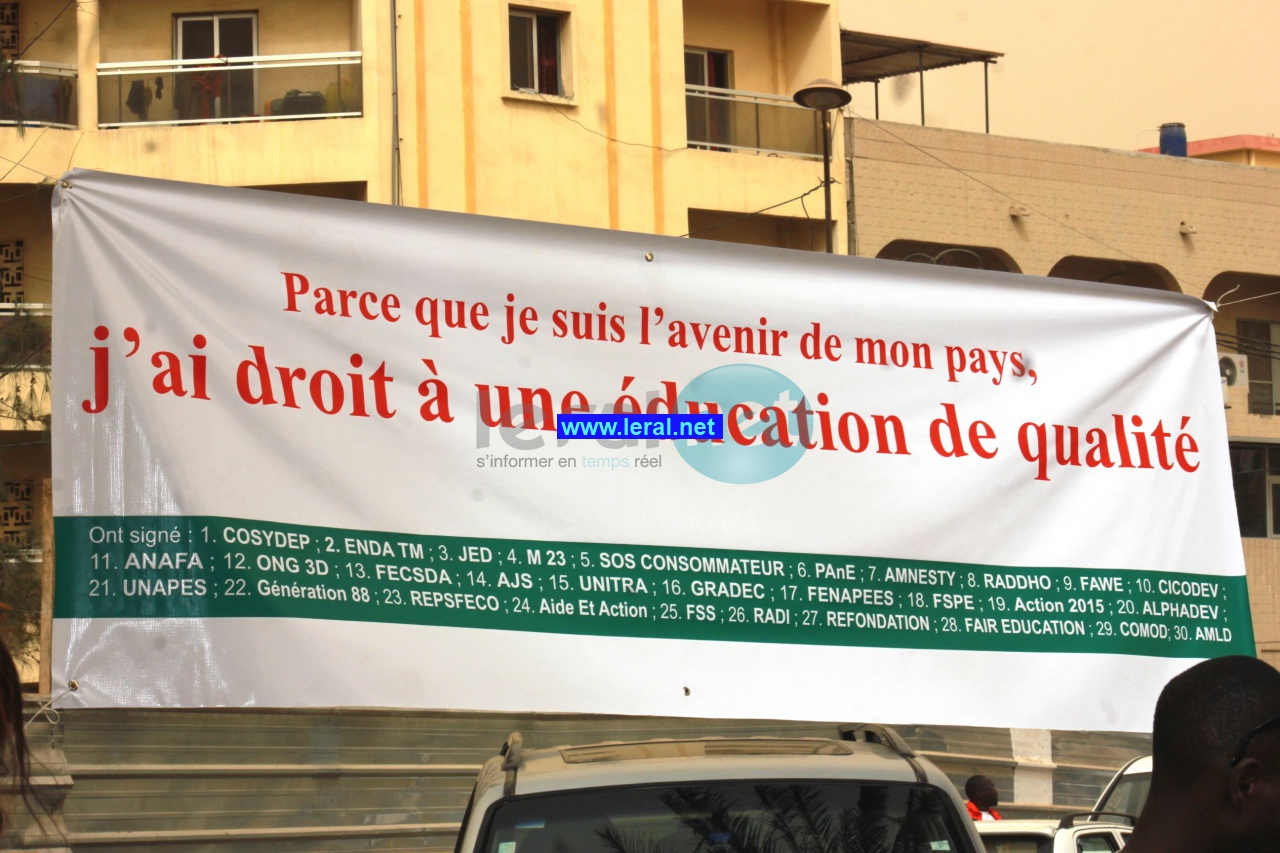 Parce que je suis l'avenir de mon pays,
j'ai droit à une éducation de qualité
leral net
www.leral.net
s'informer en temps réel
Ont signé : 1. COSYDEP ; 2. ENDA TM ; 3. JED ; 4. M 23 ; 5. SOS CONSOMMATEUR ; 6. PAnE ; 7. AMNESTY ; 8. RADDHO ; 9. FAWE ; 10. CICODEV ;
11. ANAFA ; 12. ONG 3D ; 13. FECSDA ; 14. AJS ; 15. UNITRA ; 16. GRADEC ; 17. FENAPEES ; 18. FSPE ; 19. Action 2015 ; 20. ALPHADEV ;
21. UNAPES ; 22. Génération 88 ; 23. REPSFECO ; 24. Aide Et Action ; 25. FSS ; 26. RADI ; 27. REFONDATION ; 28. FAIR EDUCATION ; 29. COMOD; 30. AMLD